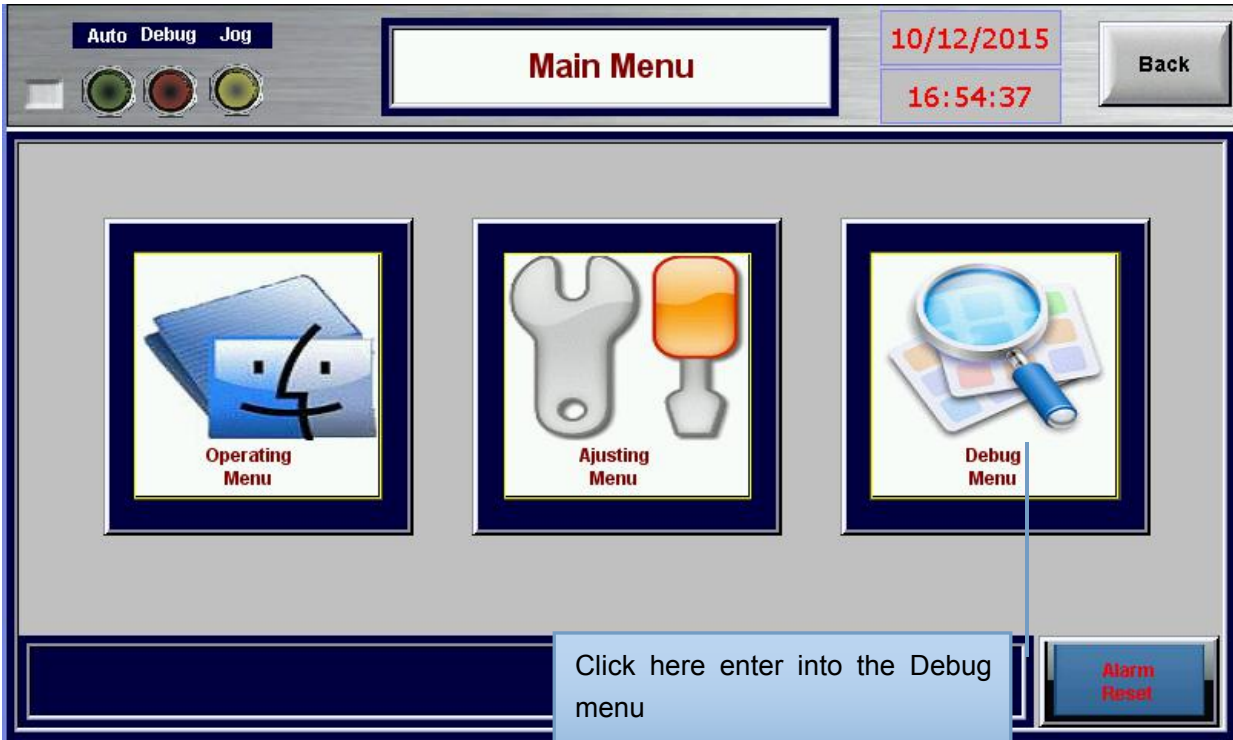 Auto Debug Jog
Main Menu
10/12/2015
16:54:37
Back
Operating
Menu
Ajusting
Menu
Debug
Menu
Click here enter into the Debug
menu
Alarm
Reset